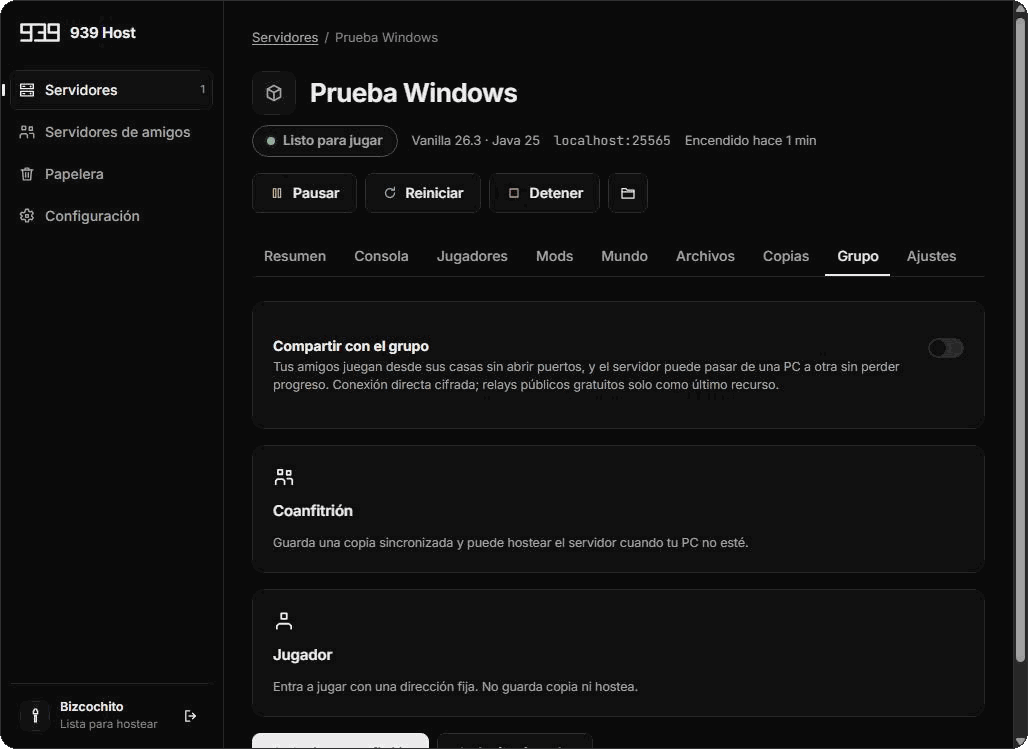 939 939 Host
Servidores 1
Servidores de amigos
Papelera
Configuración
Bizcochito
Lista para hostear
Servidores / Prueba Windows
Prueba Windows
Listo para jugar Vanilla 26.3 · Java 25 localhost:25565 Encendido hace 1 min
Pausar Reiniciar Detener
Resumen Consola Jugadores Mods Mundo Archivos Copias Grupo Ajustes
Compartir con el grupo
Tus amigos juegan desde sus casas sin abrir puertos, y el servidor puede pasar de una PC a otra sin perder
progreso. Conexión directa cifrada; relays públicos gratuitos solo como último recurso.
Coanfitrión
Guarda una copia sincronizada y puede hostear el servidor cuando tu PC no esté.
Jugador
Entra a jugar con una dirección fija. No guarda copia ni hostea.